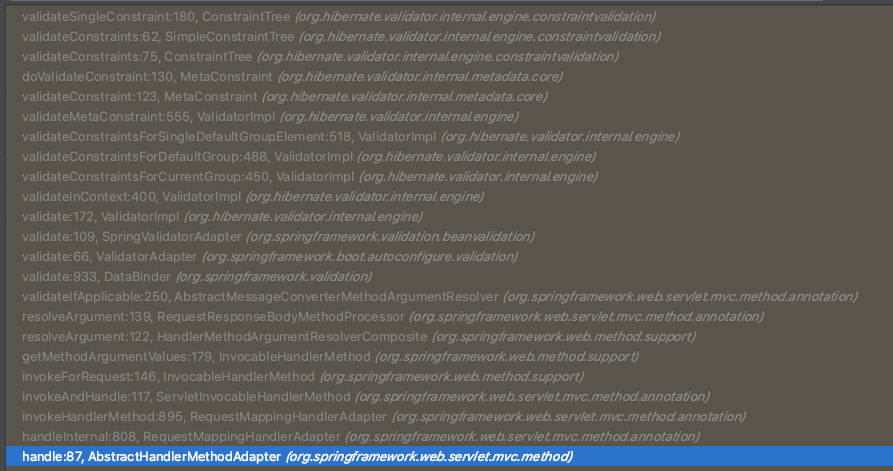 validateSingleConstraint:180, ConstraintTree (org.hibernate.validator.internal.engine.constraintvalidation)
validateConstraints:62, SimpleConstraintTree (org.hibernate.validator.internal.engine.constraintvalidation)
validateConstraints:75, ConstraintTree (org.hibernate.validator.internal.engine.constraintvalidation)
doValidateConstraint:130, MetaConstraint (org.hibernate.validator.internal.metadata.core)
validateConstraint:123, MetaConstraint (org.hibernate.validator.internal.metadata.core)
validateMetaConstraint:555, ValidatorImpl (org.hibernate.validator.internal.engine)
validateConstraintsForSingleDefaultGroupElement:518, ValidatorImpl (org.hibernate.validator.internal.engine)
validateConstraintsForDefaultGroup:488, ValidatorImpl (org.hibernate.validator.internal.engine)
validateConstraintsForCurrentGroup:450, ValidatorImpl (org.hibernate.validator.internal.engine)
validateInContext:400, ValidatorImpl (org.hibernate.validator.internal.engine)
validate:172, ValidatorImpl (org.hibernate.validator.internal.engine)
validate:109, SpringValidatorAdapter (org.springframework.validation.beanvalidation)
validate:66, ValidatorAdapter (org.springframework.boot.autoconfigure.validation)
validate:933, DataBinder (org.springframework.validation)
validateIfApplicable:250, AbstractMessageConverterMethodArgumentResolver (org.springframework.web.servlet.mvc.method.annotation)
resolveArgument:139, RequestResponseBodyMethodProcessor (org.springframework.web.servlet.mvc.method.annotation)
resolveArgument:122, HandlerMethodArgumentResolverComposite (org.springframework.web.method.support)
getMethodArgumentValues:179, InvocableHandlerMethod (org.springframework.web.method.support)
invokeForRequest:146, InvocableHandlerMethod (org.springframework.web.method.support)
invokeAndHandle:117, ServletInvocableHandlerMethod (org.springframework.web.servlet.mvc.method.annotation)
invokeHandlerMethod:895, RequestMappingHandlerAdapter (org.springframework.web.servlet.mvc.method.annotation)
handleInternal:808, RequestMappingHandlerAdapter (org.springframework.web.servlet.mvc.method.annotation)
handle:87, AbstractHandlerMethodAdapter (org.springframework.web.servlet.mvc.method)